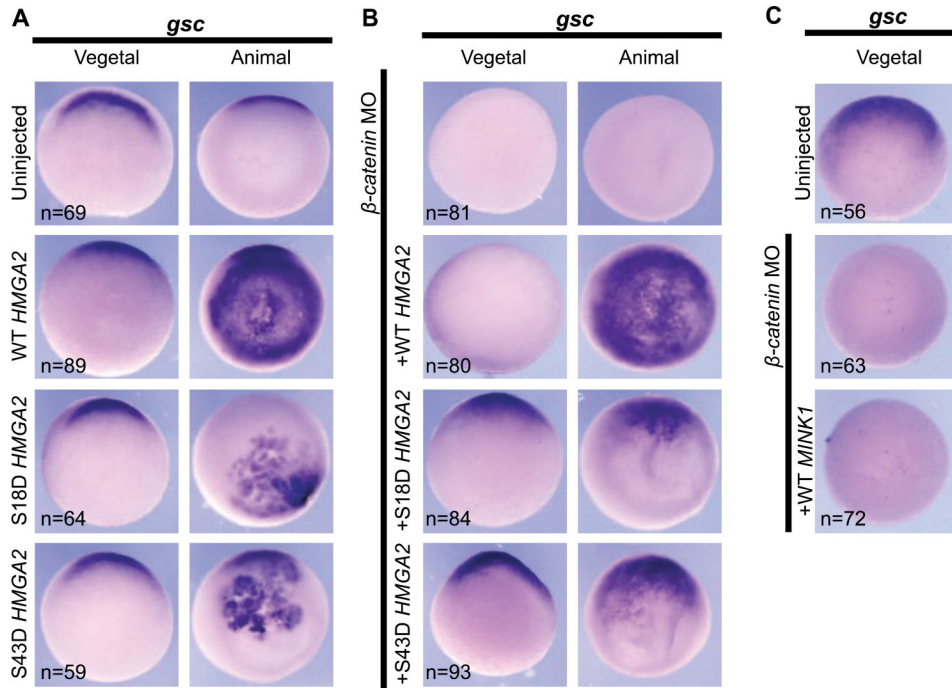 A
gsc
Vegetal
Animal
Uninjected
n=69
WT HMGA2
n=89
S18D HMGA2
n=64
S43D HMGA2
n=59
B
gsc
Vegetal
Animal
β-catenin MO
n=81
+WT HMGA2
n=80
+S18D HMGA2
n=84
+S43D HMGA2
n=93
C
gsc
Vegetal
Uninjected
n=56
β-catenin MO
n=63
+WT MINK1
n=72